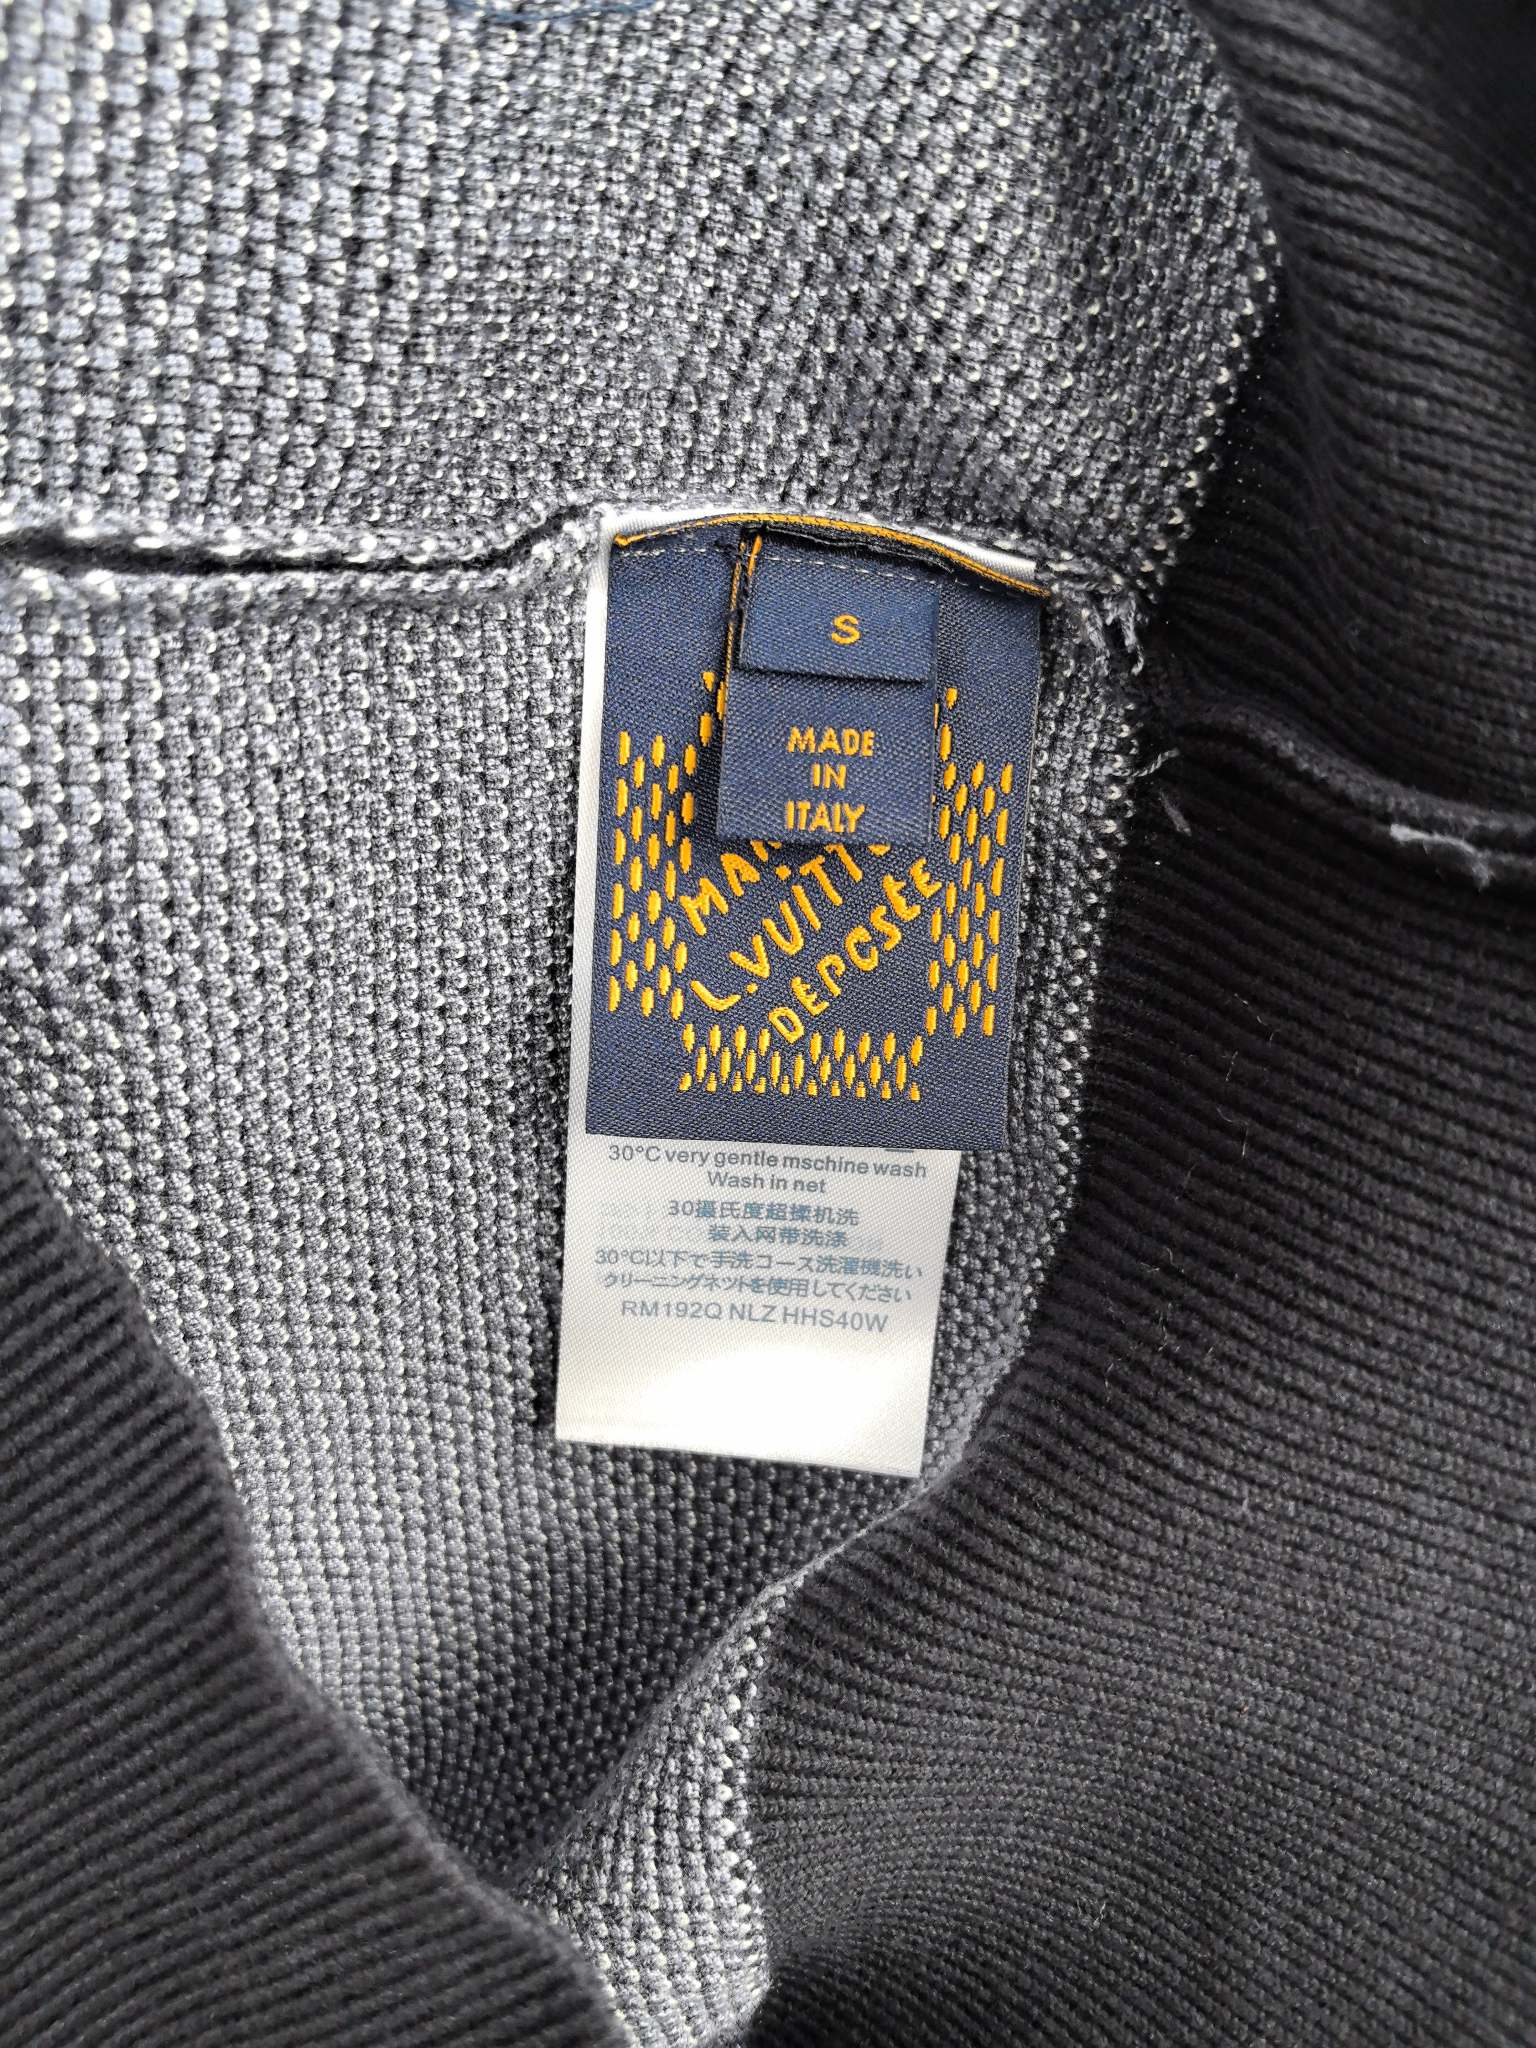 S
MADE
IN
ITALY
L.VUITT
DEPCSEE
30°C very gentle mschine wash
Wash in net
30摄氏度超揉机洗
装入网带洗涤
30°C以下で手洗コース洗濯機洗い
クリーニングネットを使用してください
RM192Q NLZ HHS40W